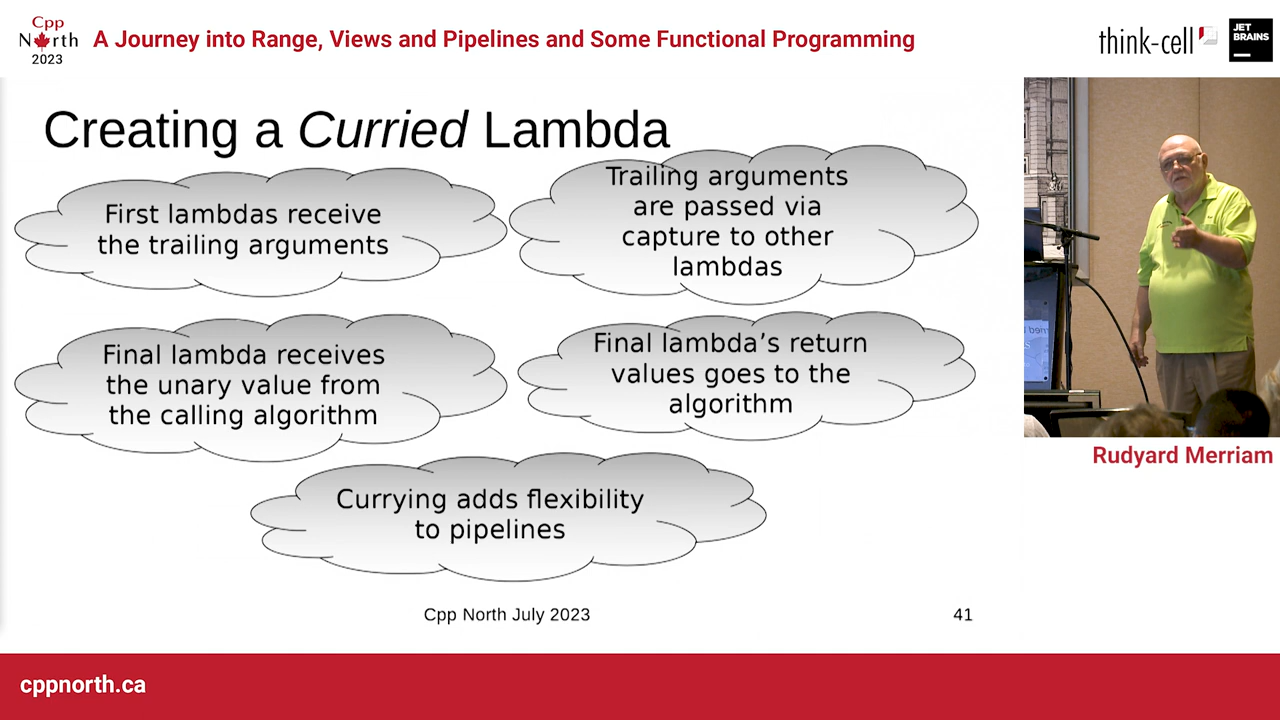 Cpp
North
2023
A Journey into Range, Views and Pipelines and Some Functional Programming
think-cell
JET
BRAINS
Creating a Curried Lambda
First lambdas receive
the trailing arguments
Trailing arguments
are passed via
capture to other
lambdas
Final lambda receives
the unary value from
the calling algorithm
Final lambda’s return
values goes to the
algorithm
Currying adds flexibility
to pipelines
Cpp North July 2023
41
Rudyard Merriam
cppnorth.ca